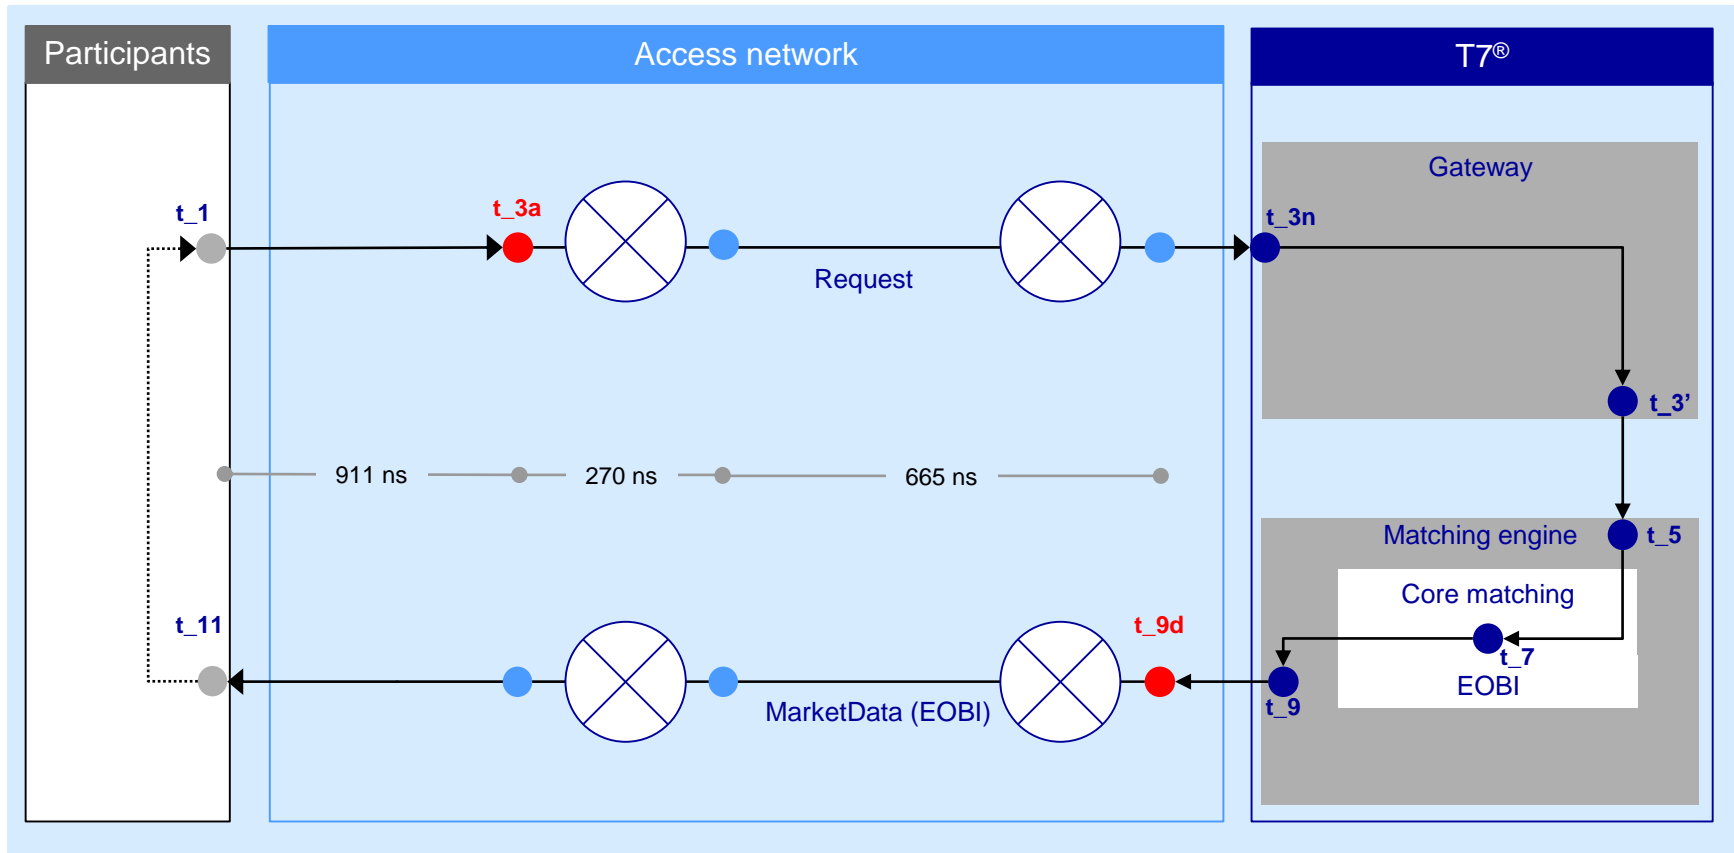 Participants
Access network
T7®
Gateway
t_1
t_3a
t_3n
Request
t_3’
911 ns
270 ns
665 ns
Matching engine
t_5
Core matching
t_11
t_9d
t_7
EOBI
MarketData (EOBI)
t_9